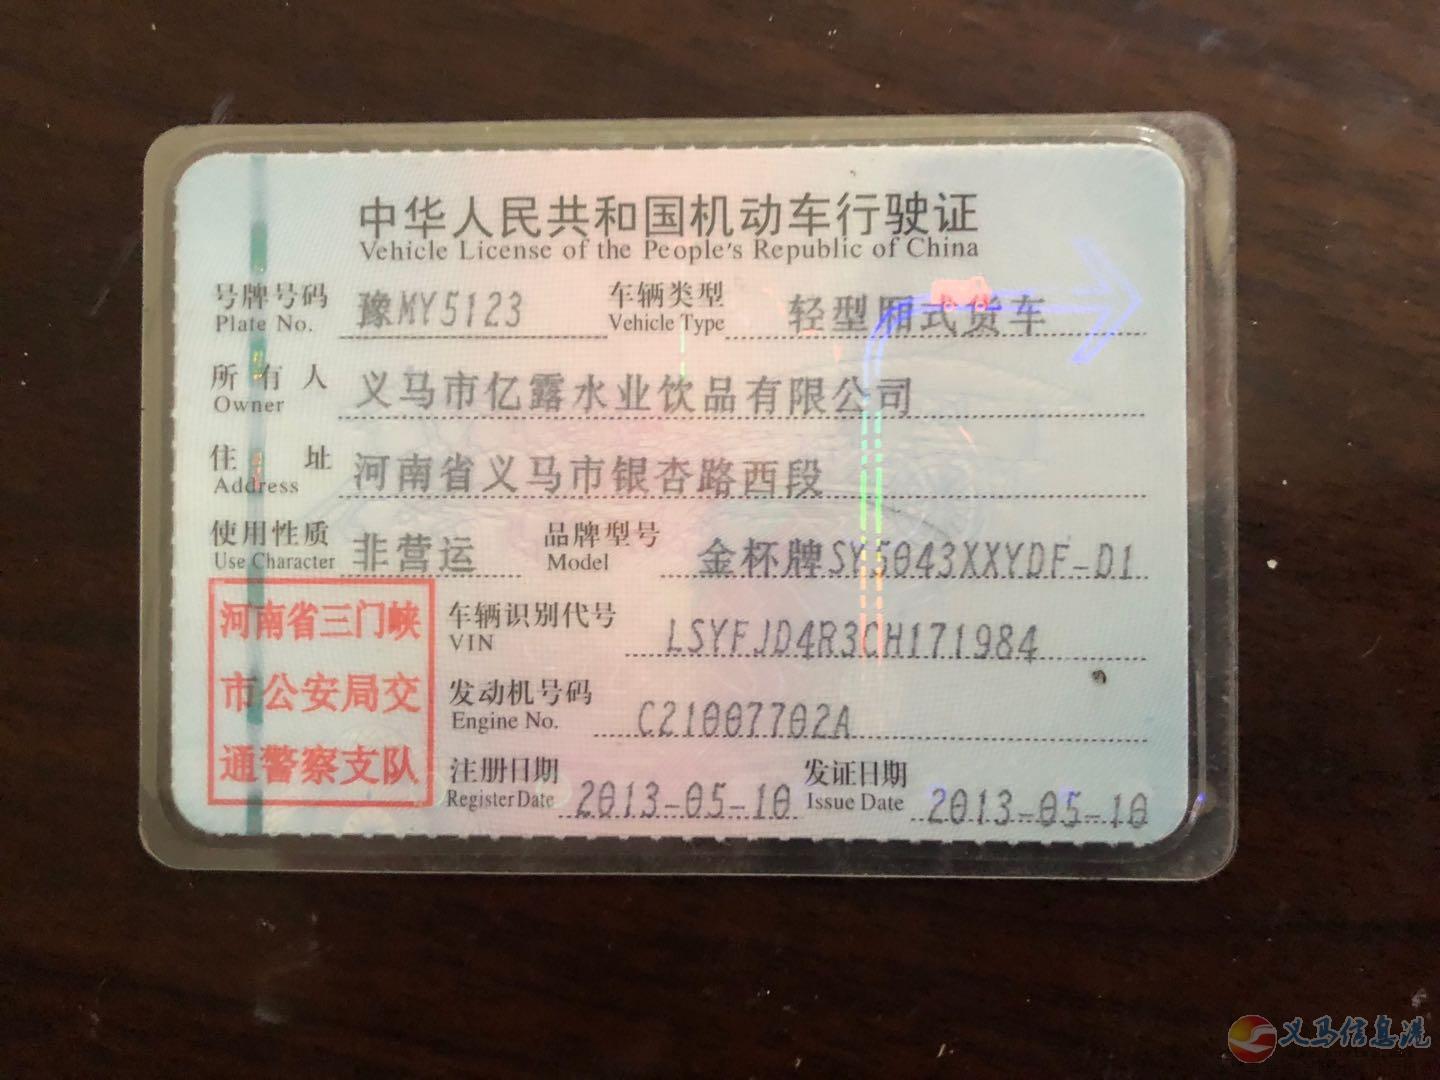 中华人民共和国机动车行驶证
Vehicle License of the People's Republic of China
号牌号码 豫MY5123 车辆类型 轻型厢式货车
Plate No. Vehicle Type
所有人 义马市亿露水业饮品有限公司
Owner
住址 河南省义马市银杏路西段
Address
使用性质 非营运 品牌型号 金杯牌SY5043XXYDF-D1
Use Character Model
河南省三门峡
市公安局交
通警察支队
车辆识别代号 LSYFJD4R3CH171984
VIN
发动机号码 C21007702A
Engine No.
注册日期 2013-05-10 发证日期 2013-05-10
Register Date Issue Date
义马信息港